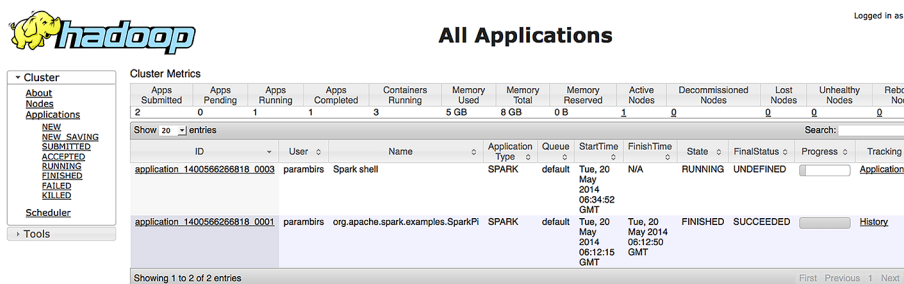 hadoop
Logged in as
All Applications
Cluster
About
Nodes
Applications
NEW
NEW_SAVING
SUBMITTED
ACCEPTED
RUNNING
FINISHED
FAILED
KILLED
Scheduler
Tools
Cluster Metrics
Apps Submitted Apps Pending Apps Running Apps Completed Containers Running Memory Used Memory Total Memory Reserved Active Nodes Decommissioned Nodes Lost Nodes Unhealthy Nodes Rebo Nod
2 0 1 1 3 5 GB 8 GB 0 B 1 0 0 0 0
Show 20 entries Search:
ID User Name Application Type Queue StartTime FinishTime State FinalStatus Progress Tracking
application_1400566266818_0003 parambirs Spark shell SPARK default Tue, 20 May 2014 06:34:52 GMT N/A RUNNING UNDEFINED Application
application_1400566266818_0001 parambirs org.apache.spark.examples.SparkPi SPARK default Tue, 20 May 2014 06:12:15 GMT Tue, 20 May 2014 06:12:50 GMT FINISHED SUCCEEDED History
Showing 1 to 2 of 2 entries First Previous 1 Next